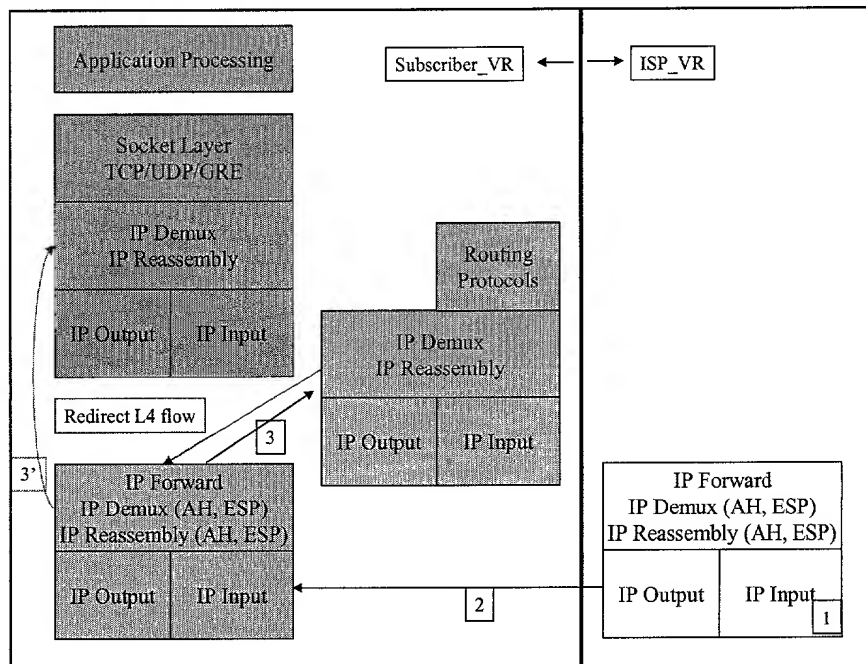 Application Processing
Subscriber_VR
ISP_VR
Socket Layer
TCP/UDP/GRE
IP Demux
IP Reassembly
IP Output
IP Input
Routing
Protocols
IP Demux
IP Reassembly
IP Output
IP Input
Redirect L4 flow
3
3'
IP Forward
IP Demux (AH, ESP)
IP Reassembly (AH, ESP)
IP Output
IP Input
2
IP Forward
IP Demux (AH, ESP)
IP Reassembly (AH, ESP)
IP Output
IP Input
1